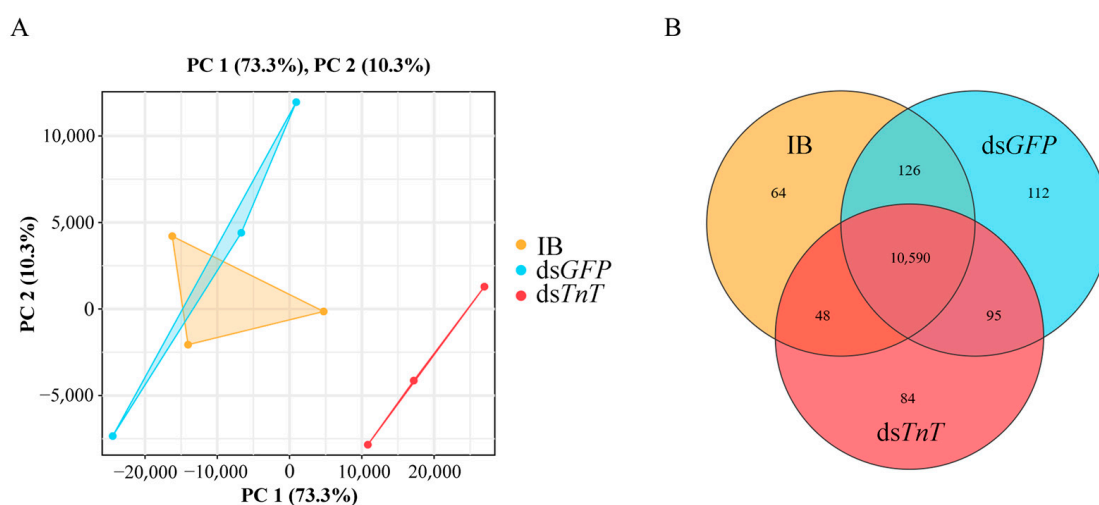 A
B
PC 1 (73.3%), PC 2 (10.3%)
10,000
5,000
0
−5,000
PC 2 (10.3%)
−20,000 −10,000 0 10,000 20,000
PC 1 (73.3%)
IB
dsGFP
dsTnT
IB
dsGFP
126
64
112
10,590
48
95
84
dsTnT